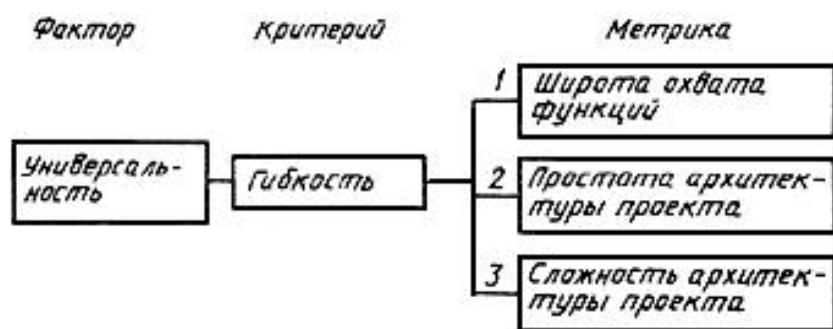 Фактор Критерий Метрика
1 Широта охвата
функций
Универсаль-
ность
Гибкость
2 Простота архитек-
туры проекта
3 Сложность архитек-
туры проекта